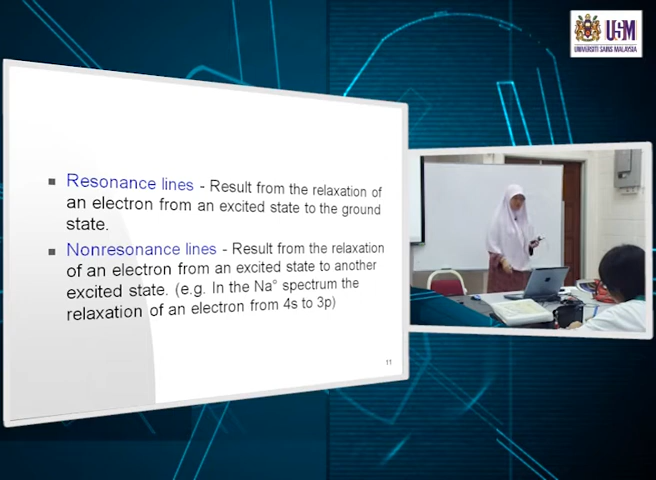 USM
UNIVERSITI SAINS MALAYSIA
▪ Resonance lines - Result from the relaxation of
an electron from an excited state to the ground
state.
▪ Nonresonance lines - Result from the relaxation
of an electron from an excited state to another
excited state. (e.g. In the Na° spectrum the
relaxation of an electron from 4s to 3p)
11